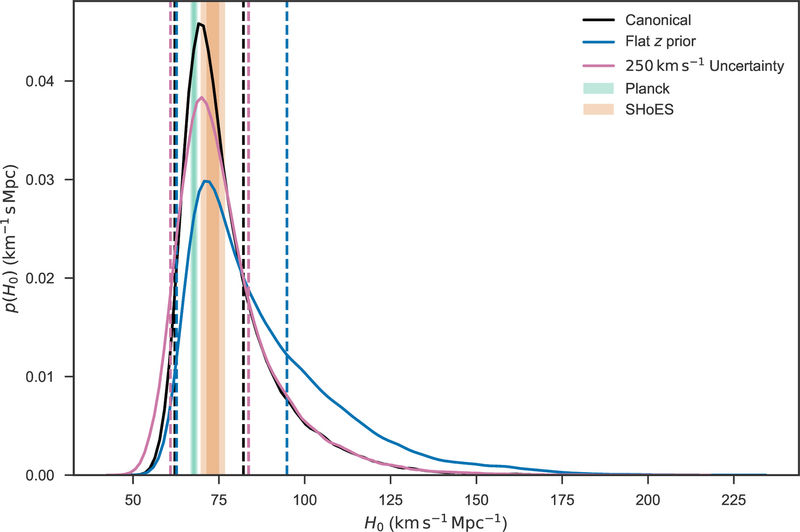 Canonical
Flat z prior
250 km s⁻¹ Uncertainty
Planck
SHoES
p(H₀) (km⁻¹ s Mpc)
0.04
0.03
0.02
0.01
0.00
50 75 100 125 150 175 200 225
H₀ (km s⁻¹ Mpc⁻¹)